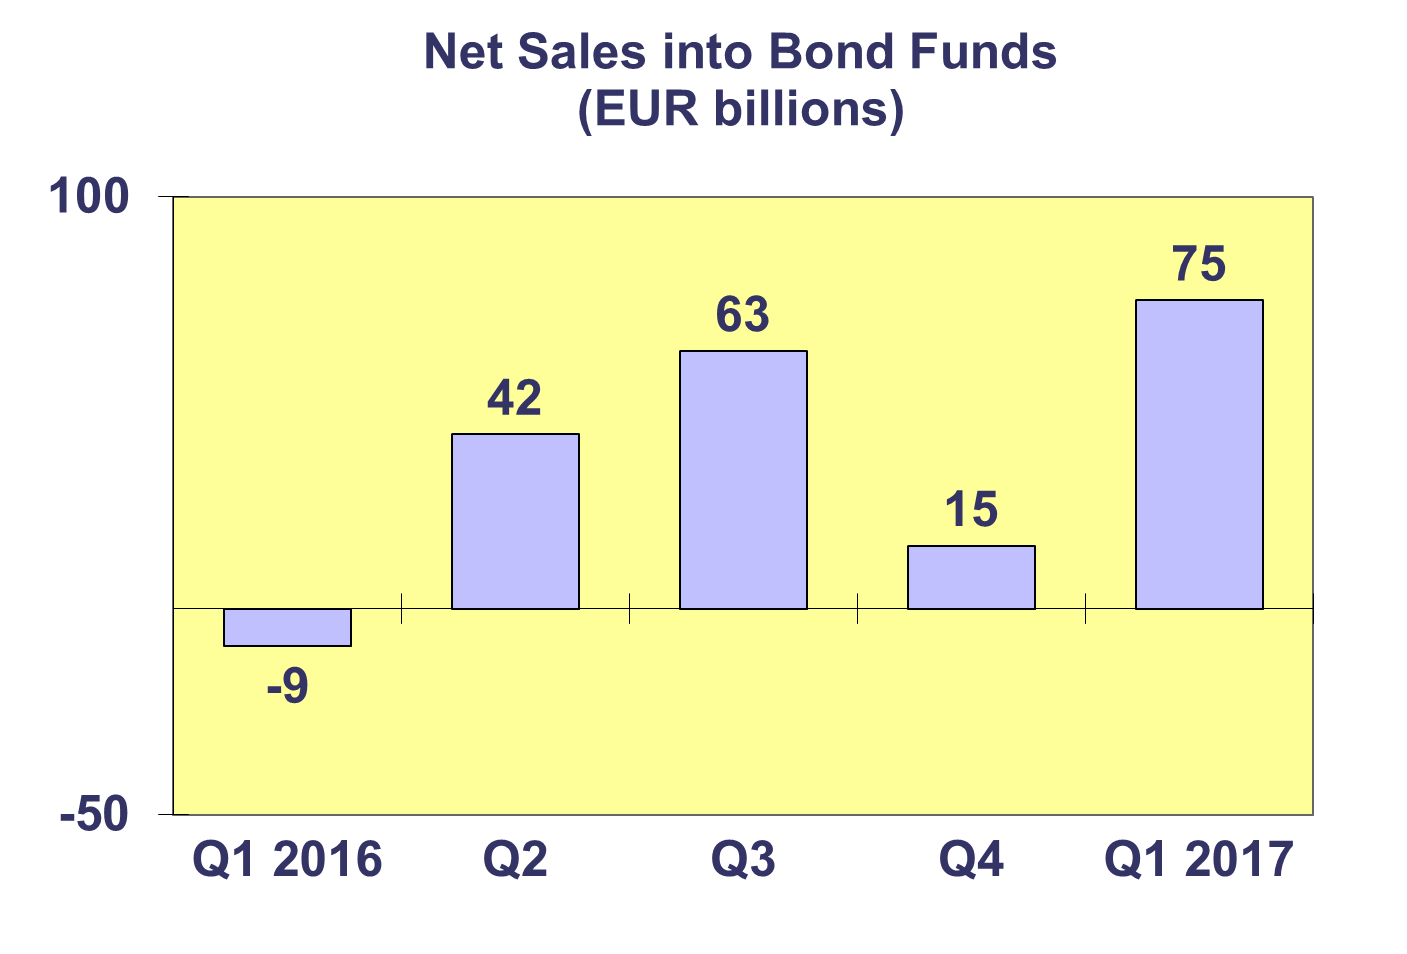 Net Sales into Bond Funds
(EUR billions)
100
75
63
42
15
-9
-50
Q1 2016 Q2 Q3 Q4 Q1 2017